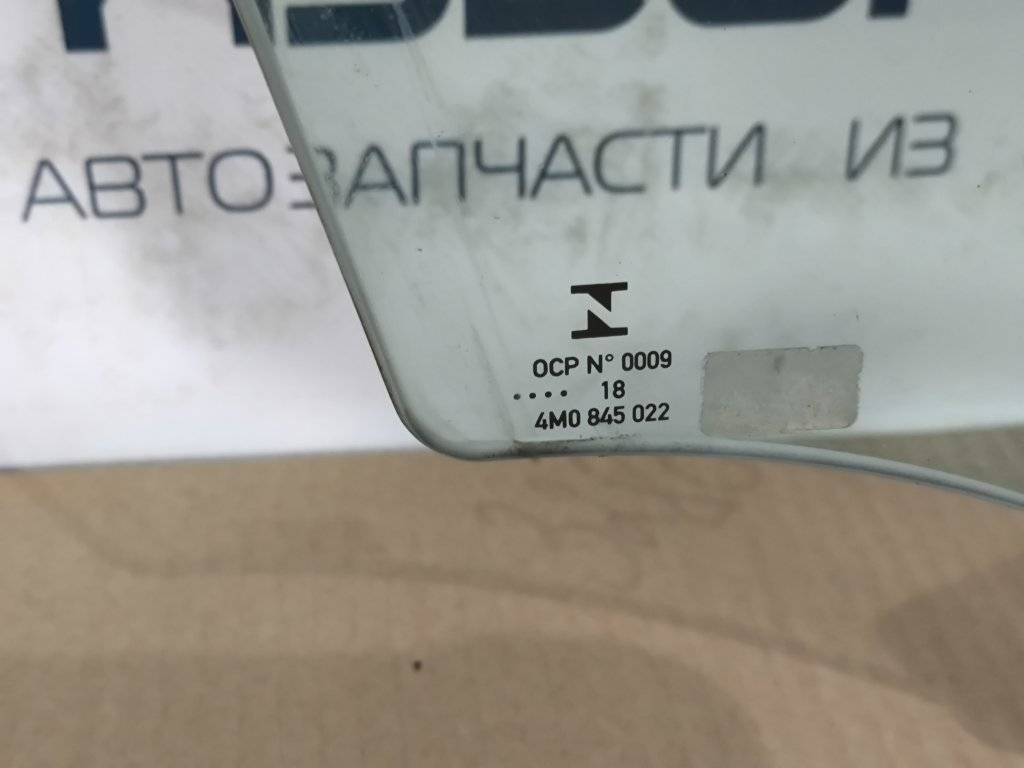 АВТОЗАПЧАСТИ ИЗ
OCP N° 0009
.... 18
4M0 845 022